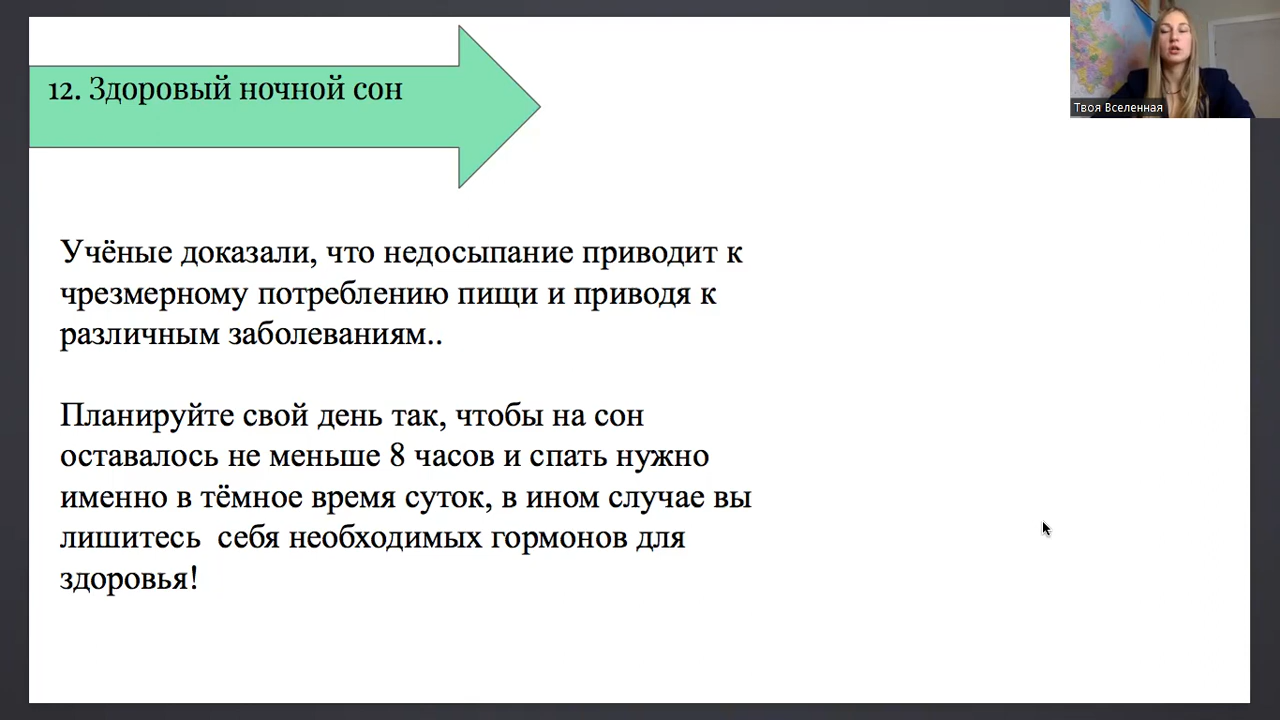 12. Здоровый ночной сон
Твоя Вселенная
Учёные доказали, что недосыпание приводит к
чрезмерному потреблению пищи и приводя к
различным заболеваниям..
Планируйте свой день так, чтобы на сон
оставалось не меньше 8 часов и спать нужно
именно в тёмное время суток, в ином случае вы
лишитесь  себя необходимых гормонов для
здоровья!